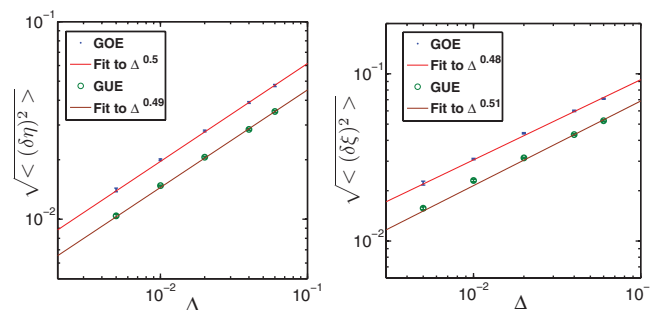 10⁻¹
GOE
Fit to Δ^0.5
GUE
Fit to Δ^0.49
√< (δη)² >
10⁻²
10⁻²
10⁻¹
Δ
10⁻¹
GOE
Fit to Δ^0.48
GUE
Fit to Δ^0.51
√< (δξ)² >
10⁻²
10⁻²
10⁻
Δ